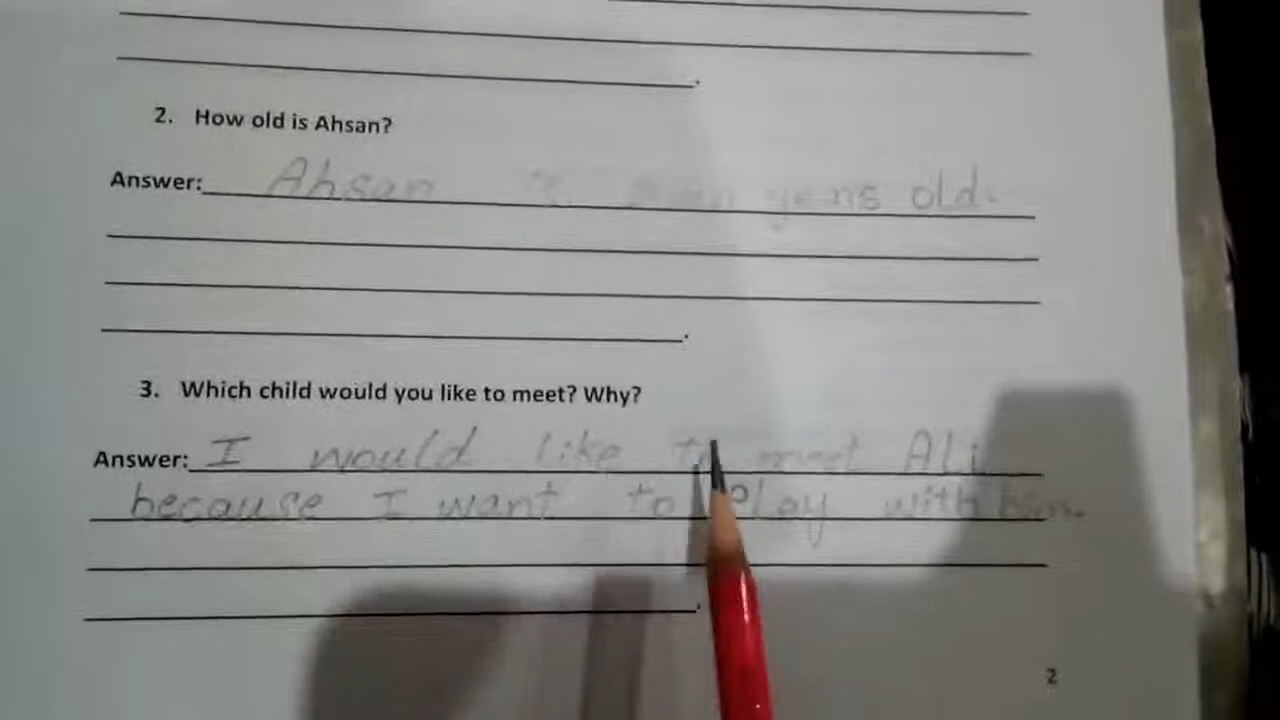 2. How old is Ahsan?
Answer: Ahsan years old.
3. Which child would you like to meet? Why?
Answer: I would like to meet ALi
because I want to play with him.
2